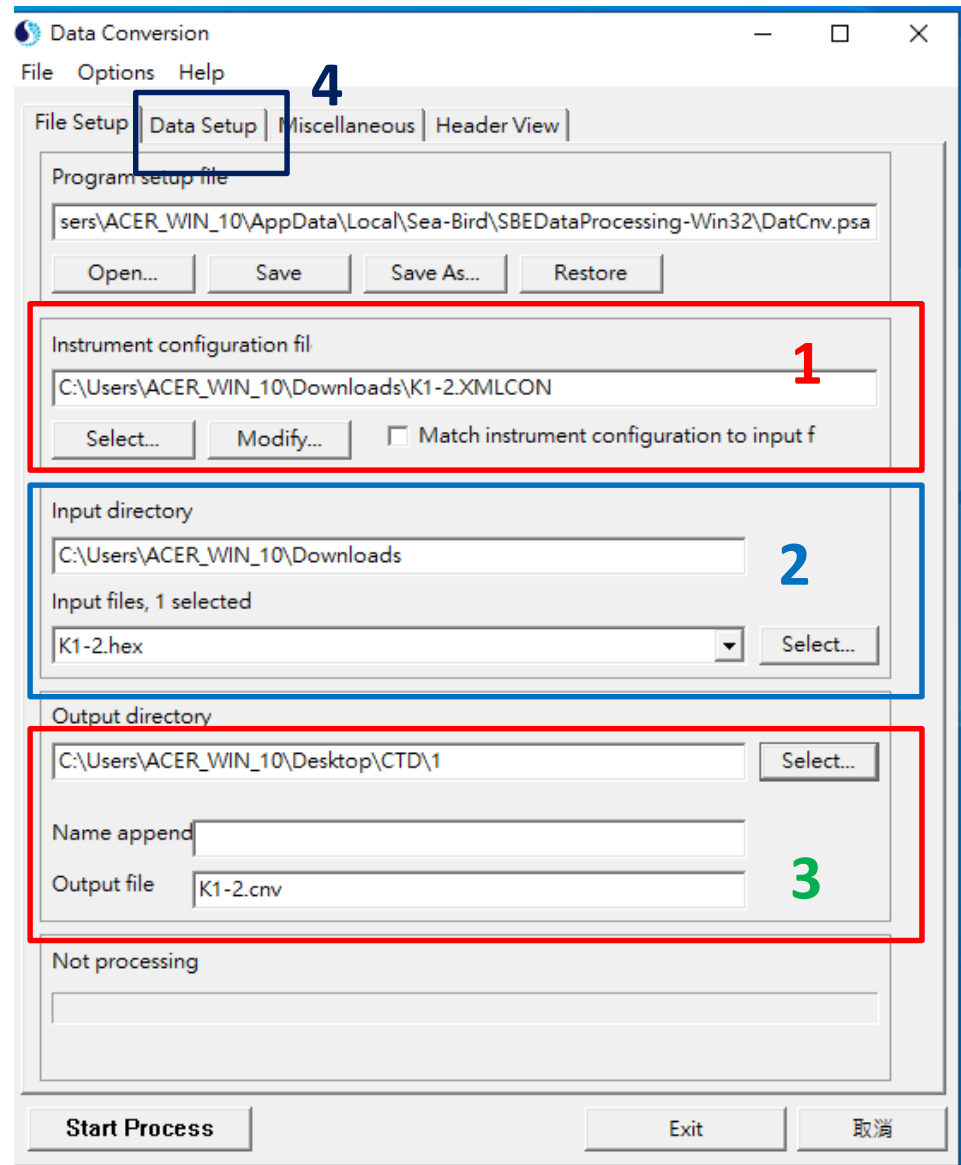 Data Conversion
File Options Help
4
File Setup Data Setup Miscellaneous Header View
Program setup file
sers\ACER_WIN_10\AppData\Local\Sea-Bird\SBEDataProcessing-Win32\DatCnv.psa
Open... Save Save As... Restore
Instrument configuration fil
1
C:\Users\ACER_WIN_10\Downloads\K1-2.XMLCON
Select... Modify... Match instrument configuration to input f
Input directory
C:\Users\ACER_WIN_10\Downloads
2
Input files, 1 selected
K1-2.hex Select...
Output directory
C:\Users\ACER_WIN_10\Desktop\CTD\1 Select...
Name append
Output file K1-2.cnv
3
Not processing
Start Process Exit 取消